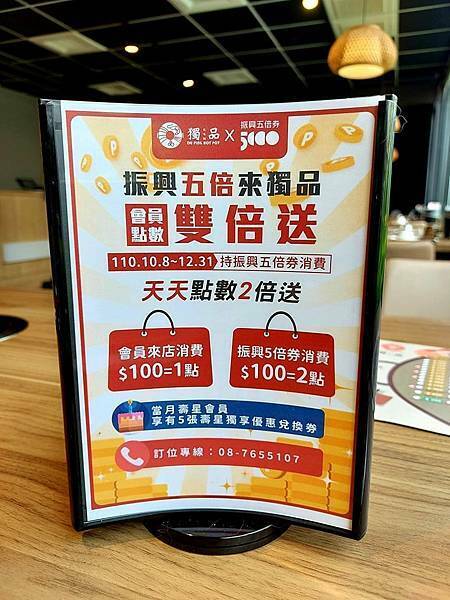 獨品 X 振興五倍券
DU PING HOT POT 5000
振興五倍來獨品
會員點數 雙倍送
110.10.8~12.31 持振興五倍券消費
天天點數2倍送
會員來店消費
$100=1點
振興5倍券消費
$100=2點
當月壽星會員
享有5張壽星獨享優惠兌換券
訂位專線：08-7655107